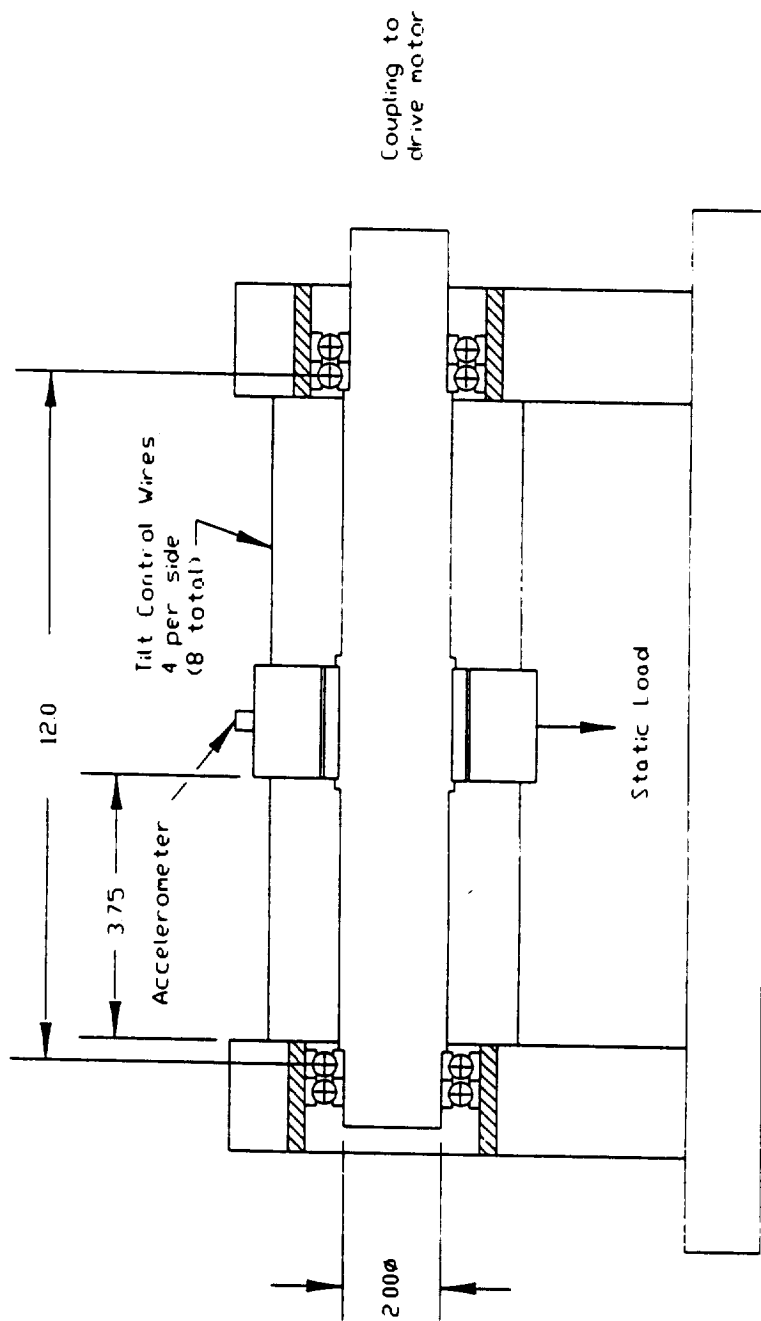 12.0
3.75
Accelerometer
Tilt Control Wires
4 per side
(8 total)
Coupling to
drive motor
Static Load
2.00ø